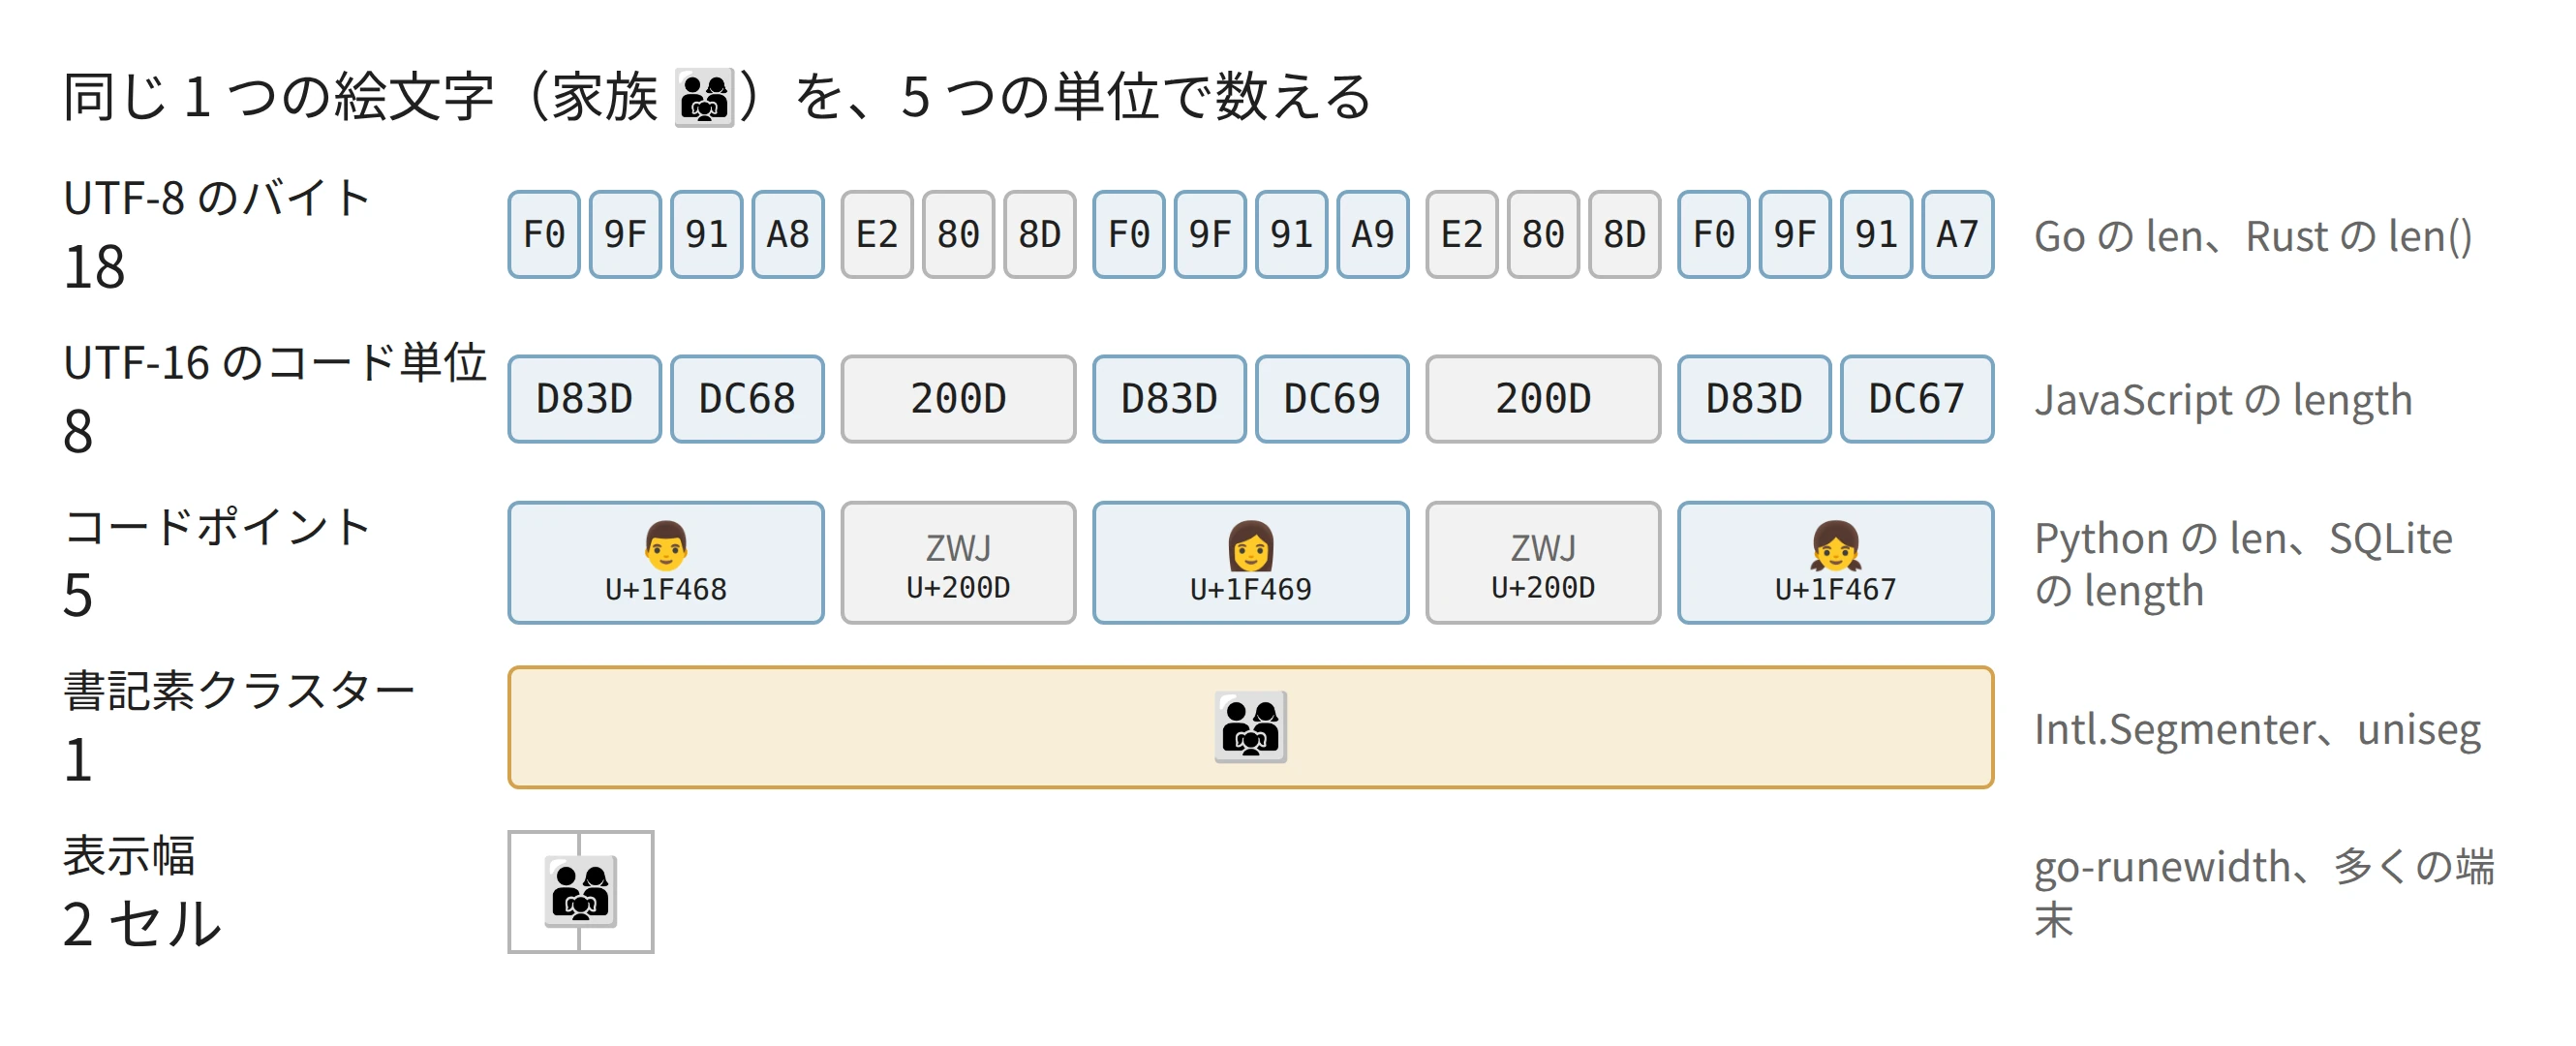 同じ 1 つの絵文字（家族 👨‍👩‍👧）を、5 つの単位で数える
UTF-8 のバイト
18
F0 9F 91 A8 E2 80 8D F0 9F 91 A9 E2 80 8D F0 9F 91 A7
Go の len、Rust の len()
UTF-16 のコード単位
8
D83D DC68 200D D83D DC69 200D D83D DC67
JavaScript の length
コードポイント
5
👨 ZWJ 👩 ZWJ 👧
U+1F468 U+200D U+1F469 U+200D U+1F467
Python の len、SQLite
の length
書記素クラスター
1
👨‍👩‍👧
Intl.Segmenter、uniseg
表示幅
2 セル
👨‍👩‍👧
go-runewidth、多くの端
末